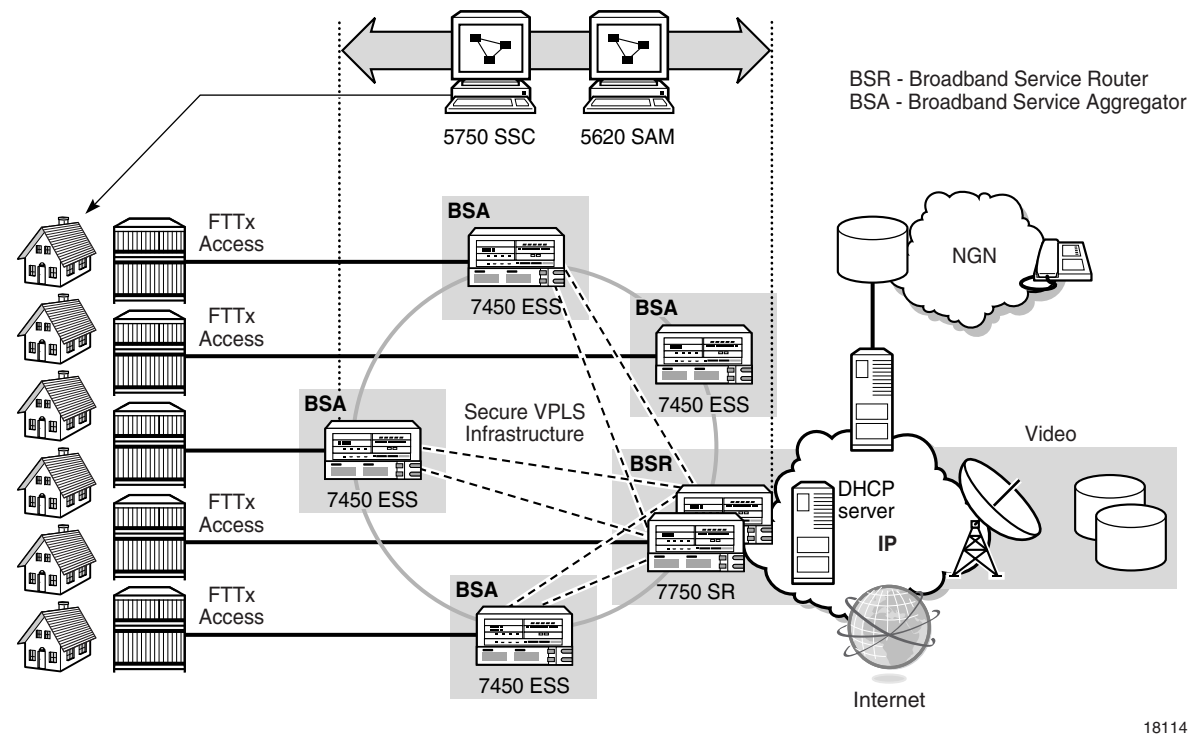 5750 SSC
5620 SAM
BSR - Broadband Service Router
BSA - Broadband Service Aggregator
FTTx
Access
BSA
7450 ESS
NGN
FTTx
Access
BSA
7450 ESS
BSA
7450 ESS
Secure VPLS
Infrastructure
Video
BSR
7750 SR
DHCP
server
IP
FTTx
Access
FTTx
Access
BSA
7450 ESS
Internet
18114